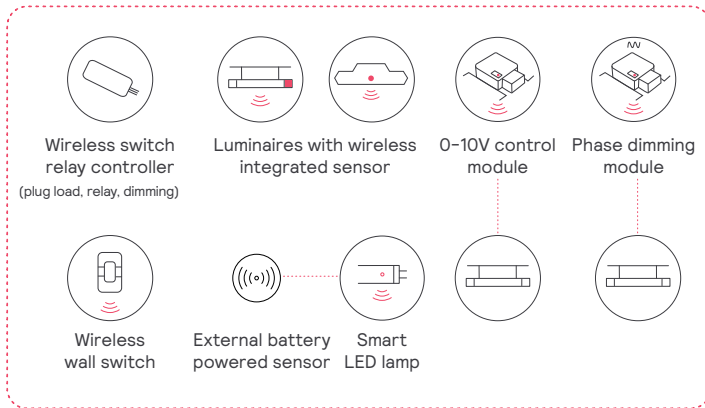 Wireless switch
relay controller
(plug load, relay, dimming)
Luminaires with wireless
integrated sensor
0-10V control
module
Phase dimming
module
Wireless
wall switch
External battery
powered sensor
Smart
LED lamp